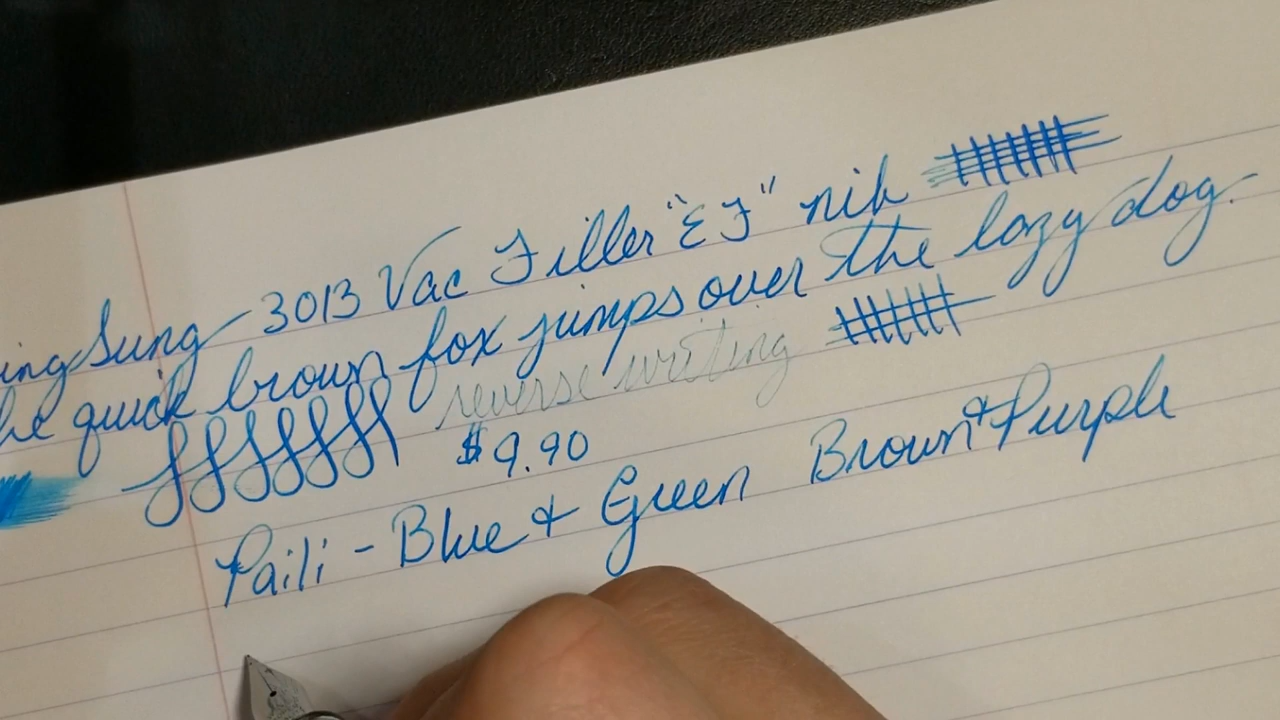 ingSung 3013 Vac Filler "EF" nib
he quick brown fox jumps over the lazy dog.
reverse writing
$9.90
Paili - Blue & Green Brown & Purple